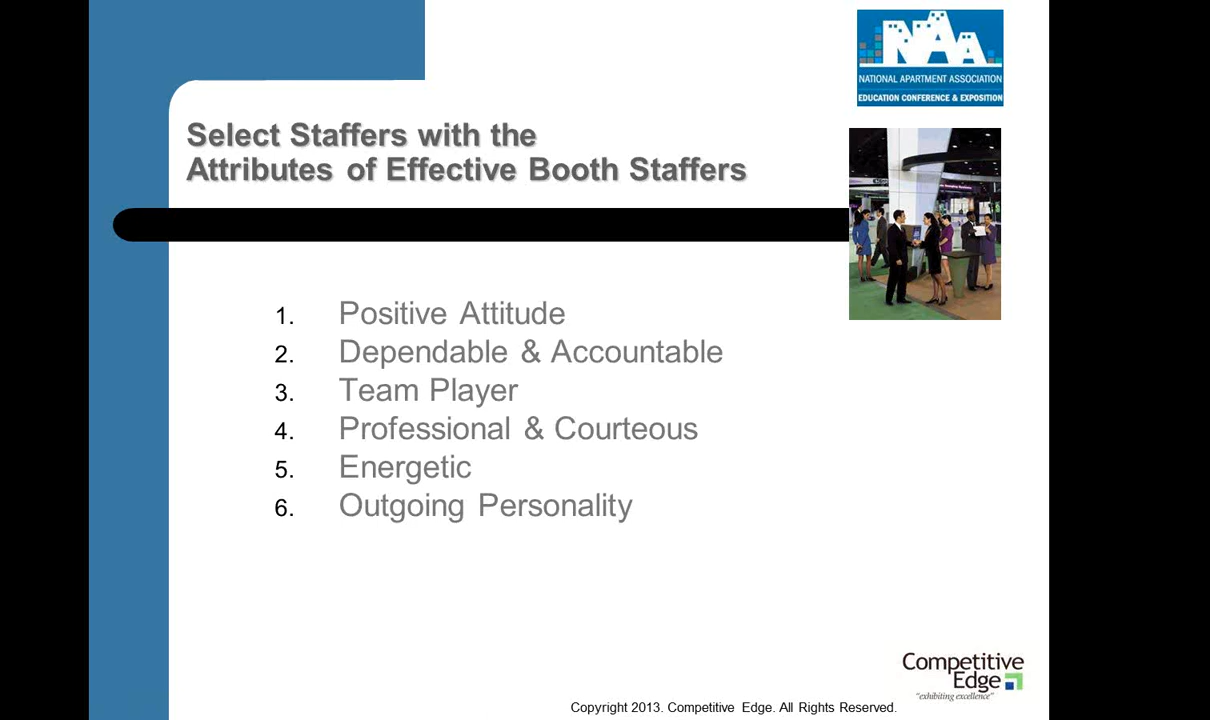 NAA
NATIONAL APARTMENT ASSOCIATION
EDUCATION CONFERENCE & EXPOSITION
Select Staffers with the
Attributes of Effective Booth Staffers
1. Positive Attitude
2. Dependable & Accountable
3. Team Player
4. Professional & Courteous
5. Energetic
6. Outgoing Personality
Competitive
Edge
"exhibiting excellence"
Copyright 2013. Competitive Edge. All Rights Reserved.